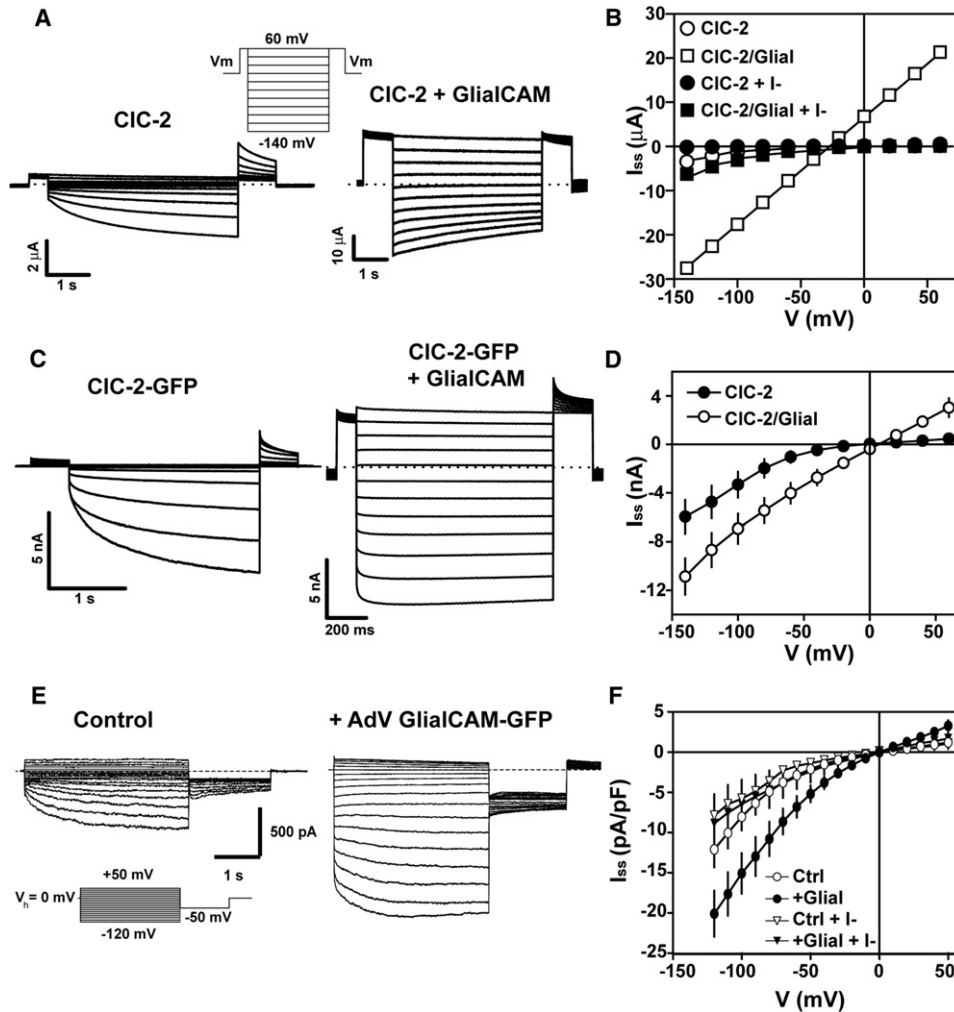 A
60 mV
Vm
Vm
-140 mV
ClC-2
ClC-2 + GlialCAM
2 µA
1 s
10 µA
1 s
B
ClC-2
ClC-2/Glial
ClC-2 + I-
ClC-2/Glial + I-
30
20
10
0
-10
-20
-30
Iss (µA)
-150
-100
-50
0
50
V (mV)
C
ClC-2-GFP
ClC-2-GFP
+ GlialCAM
5 nA
1 s
5 nA
200 ms
D
ClC-2
ClC-2/Glial
4
0
-4
-8
-12
Iss (nA)
-150
-100
-50
0
50
V (mV)
E
Control
+ AdV GlialCAM-GFP
500 pA
1 s
+50 mV
Vh = 0 mV
-50 mV
-120 mV
F
5
0
-5
-10
-15
-20
-25
Iss (pA/pF)
Ctrl
+Glial
Ctrl + I-
+Glial + I-
-150
-100
-50
0
50
V (mV)